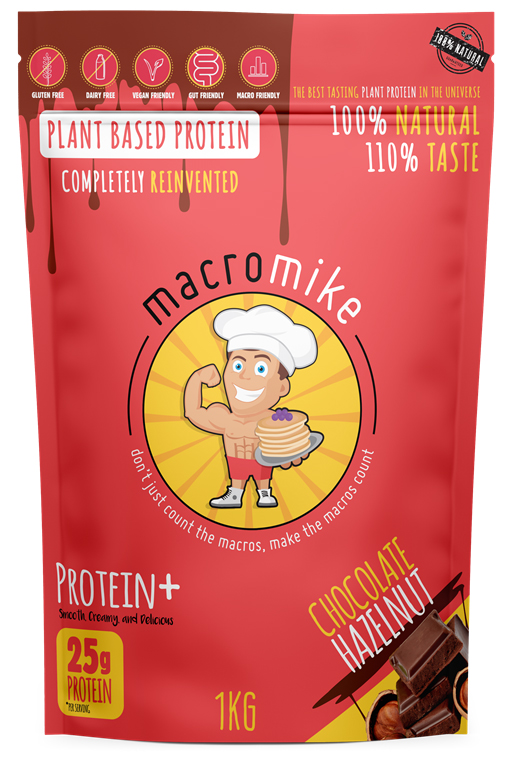 100% NATURAL
GLUTEN FREE
DAIRY FREE
VEGAN FRIENDLY
GUT FRIENDLY
MACRO FRIENDLY
THE BEST TASTING PLANT PROTEIN IN THE UNIVERSE
100% NATURAL
110% TASTE
PLANT BASED PROTEIN
COMPLETELY REINVENTED
macromike
don't just count the macros, make the macros count
PROTEIN+
Smooth, Creamy, and Delicious
25g
PROTEIN
*PER SERVING
CHOCOLATE
HAZELNUT
1KG